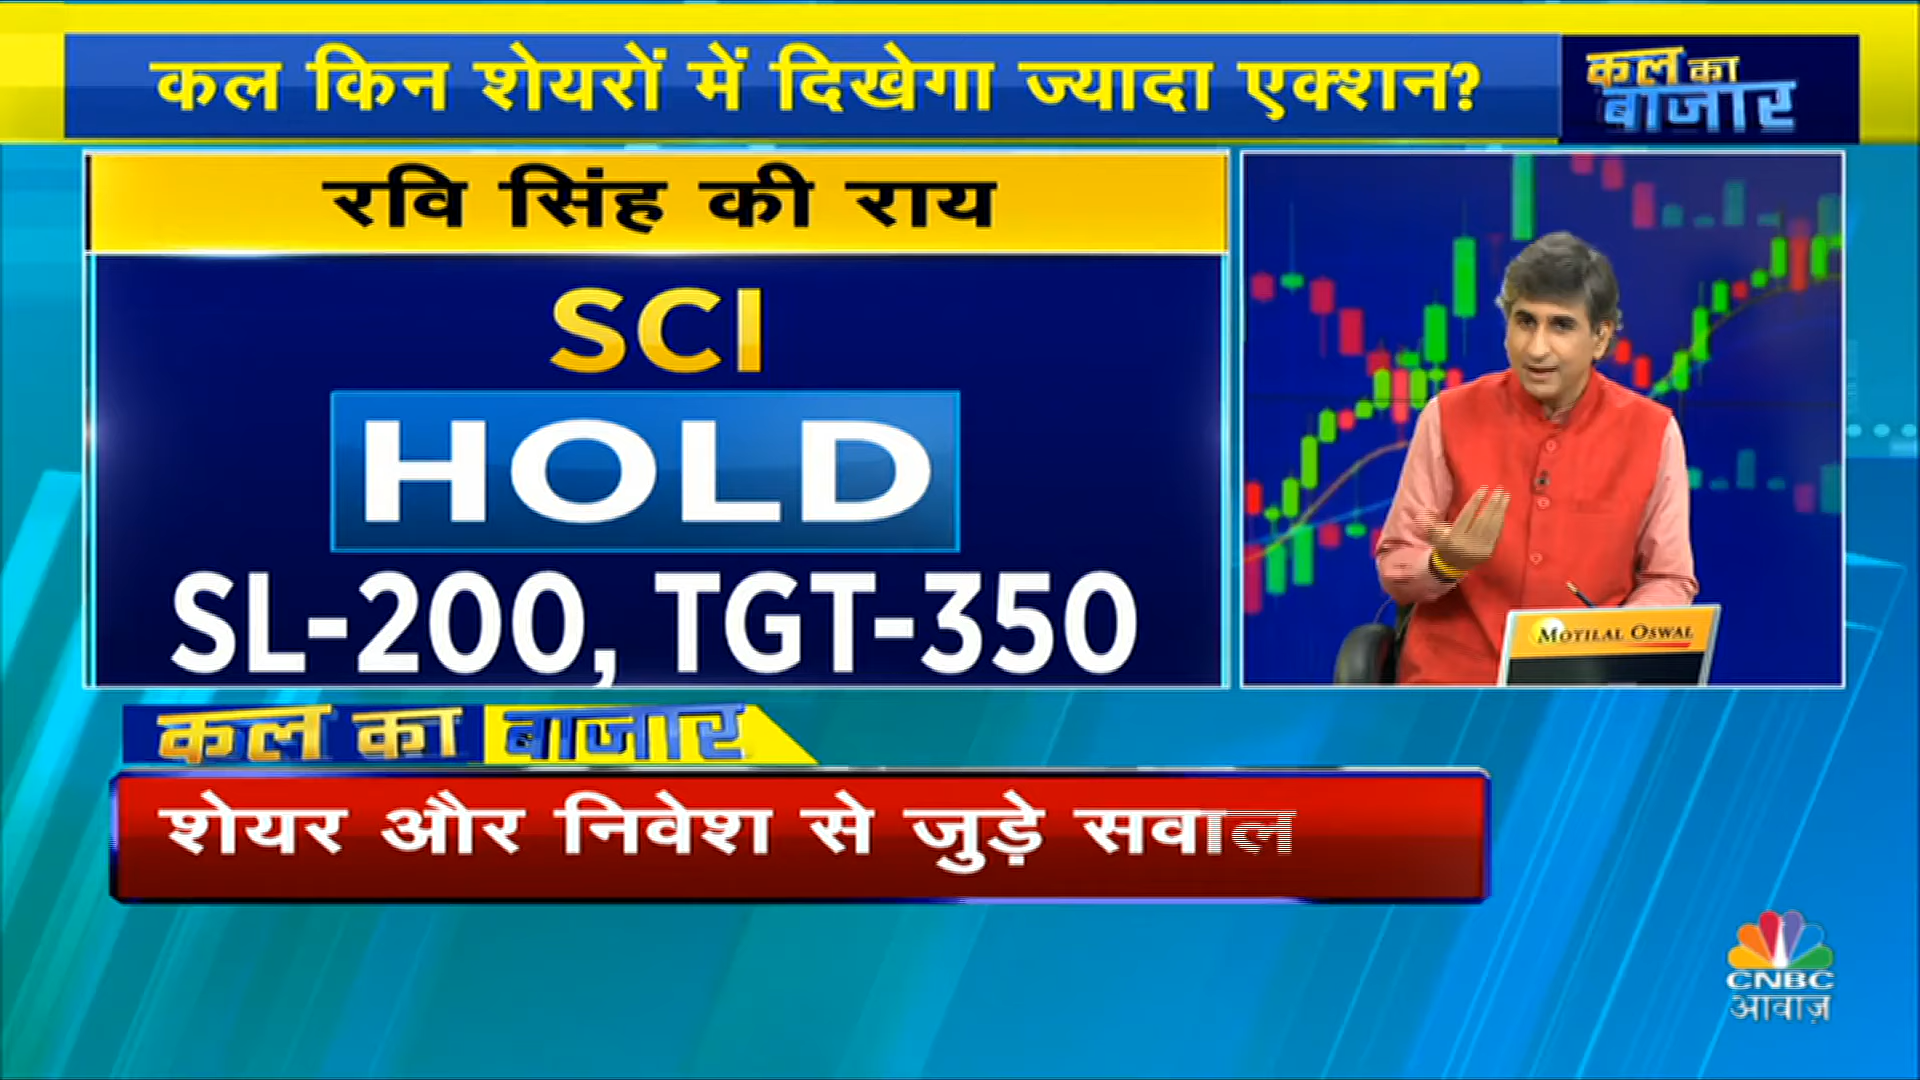 कल किन शेयरों में दिखेगा ज्यादा एक्शन?
कल का
बाजार
रवि सिंह की राय
SCI
HOLD
SL-200, TGT-350
MOTILAL OSWAL
कल का बाजार
शेयर और निवेश से जुड़े सवाल
CNBC
आवाज़